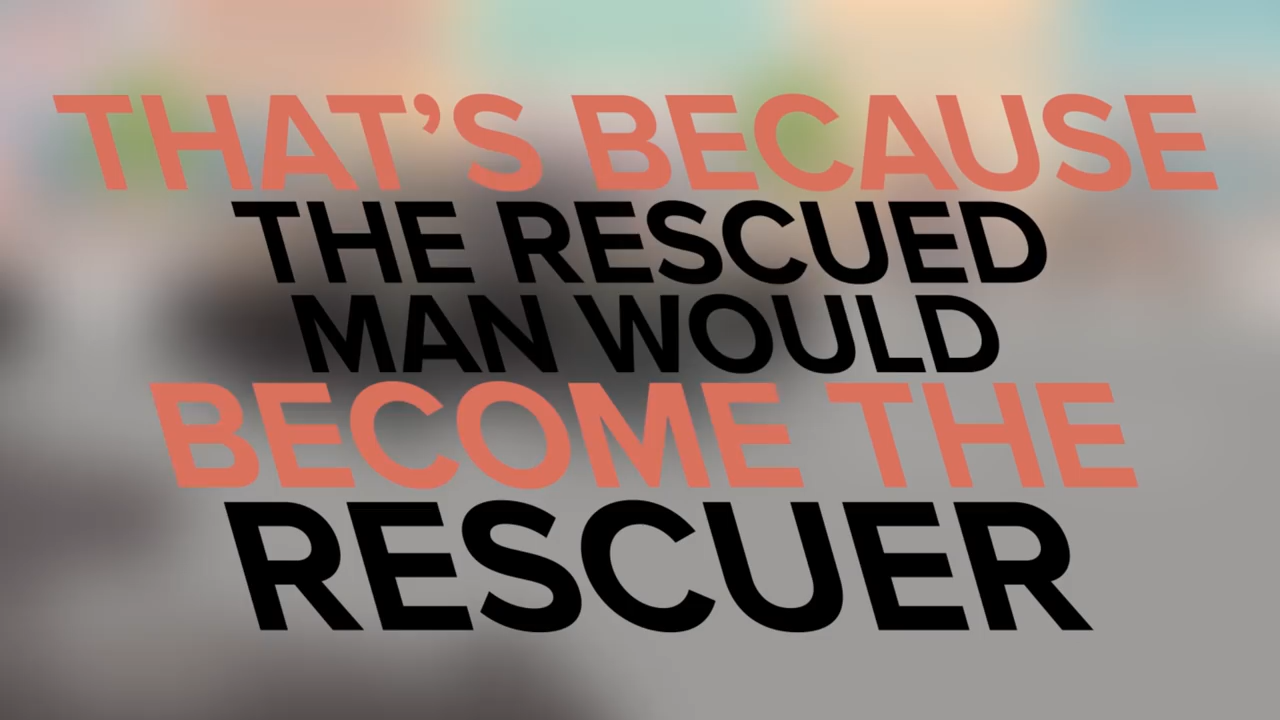 THAT’S BECAUSE
THE RESCUED
MAN WOULD
BECOME THE
RESCUER